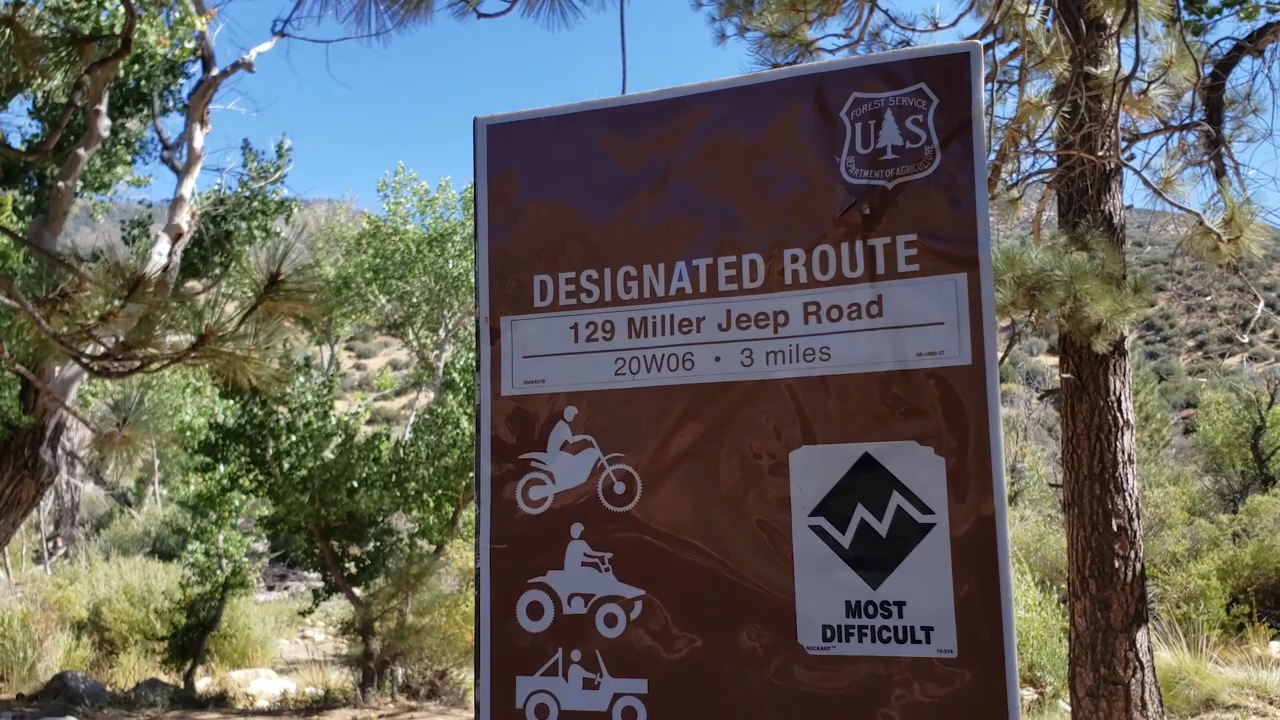 FOREST SERVICE
U S
DEPARTMENT OF AGRICULTURE
DESIGNATED ROUTE
129 Miller Jeep Road
20W06 • 3 miles
MOST
DIFFICULT